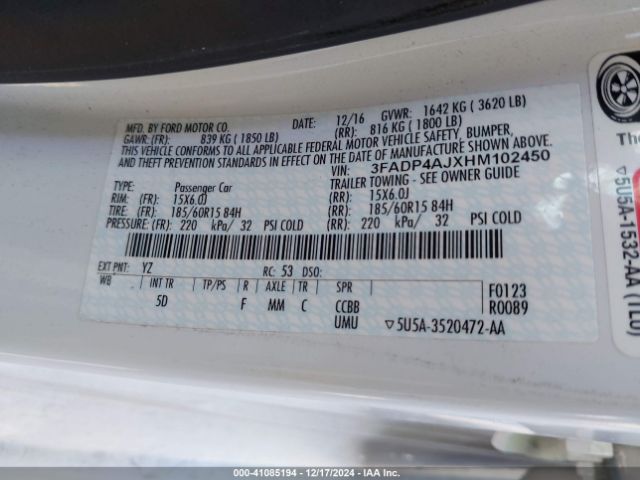 MFD. BY FORD MOTOR CO.
DATE: 12/16 GVWR: 1642 KG ( 3620 LB)
GAWR: (FR): 839 KG ( 1850 LB) (RR): 816 KG ( 1800 LB)
THIS VEHICLE CONFORMS TO ALL APPLICABLE FEDERAL MOTOR VEHICLE SAFETY, BUMPER,
AND THEFT PREVENTION STANDARDS IN EFFECT ON THE DATE OF MANUFACTURE SHOWN ABOVE.
VIN: 3FADP4AJXHM102450
TYPE: Passenger Car TRAILER TOWING - SEE OWNER GUIDE
RIM: (FR): 15X6.0J (RR): 15X6.0J
TIRE: (FR): 185/60R15 84H (RR): 185/60R15 84H
PRESSURE: (FR): 220 kPa/ 32 PSI COLD (RR): 220 kPa/ 32 PSI COLD
EXT PNT: YZ RC: 53 DSO:
WB INT TR TP/PS R AXLE TR SPR
5D F MM C CCBB
UMU
F0123
R0089
▽5U5A-3520472-AA
The
▽5U5A-1532-AA (TLU)
000-41085194 - 12/17/2024 - IAA Inc.